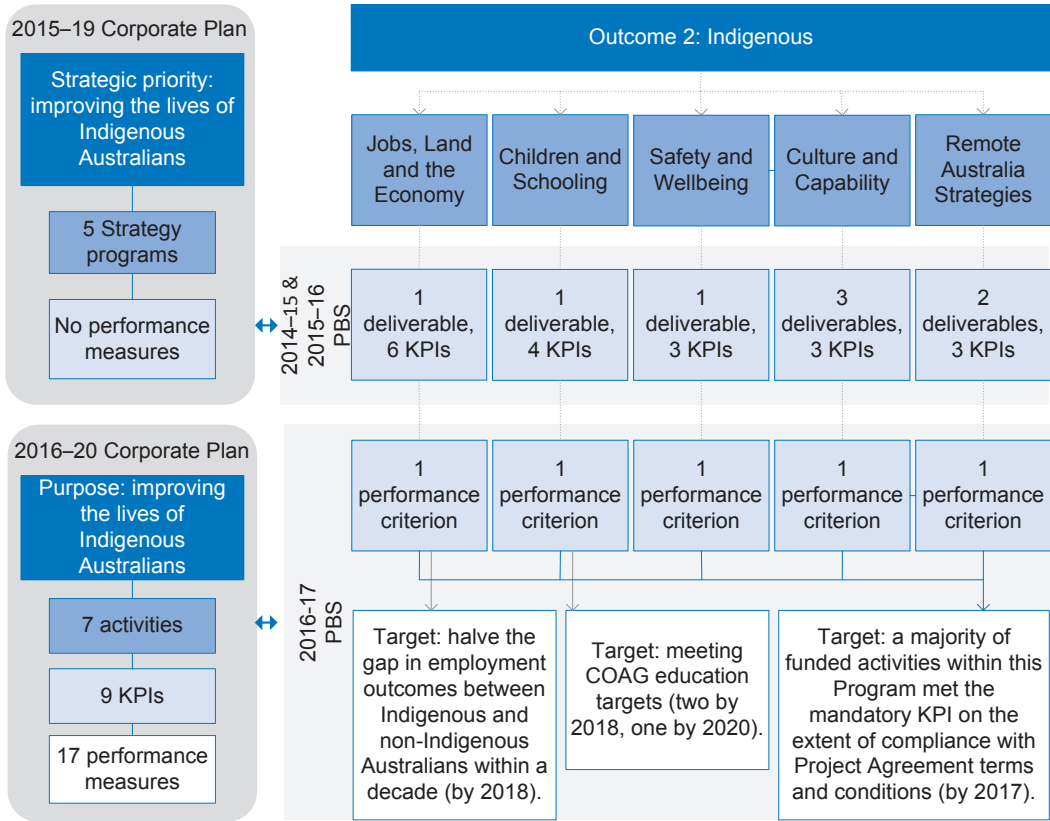 2015–19 Corporate Plan
Strategic priority:
improving the lives of
Indigenous
Australians
5 Strategy
programs
No performance
measures
Outcome 2: Indigenous
Jobs, Land
and the
Economy
Children and
Schooling
Safety and
Wellbeing
Culture and
Capability
Remote
Australia
Strategies
2014–15 &
2015–16
PBS
1
deliverable,
6 KPIs
1
deliverable,
4 KPIs
1
deliverable,
3 KPIs
3
deliverables,
3 KPIs
2
deliverables,
3 KPIs
2016–20 Corporate Plan
Purpose: improving
the lives of
Indigenous
Australians
7 activities
9 KPIs
17 performance
measures
2016-17
PBS
1
performance
criterion
1
performance
criterion
1
performance
criterion
1
performance
criterion
1
performance
criterion
Target: halve the
gap in employment
outcomes between
Indigenous and
non-Indigenous
Australians within a
decade (by 2018).
Target: meeting
COAG education
targets (two by
2018, one by 2020).
Target: a majority of
funded activities within this
Program met the
mandatory KPI on the
extent of compliance with
Project Agreement terms
and conditions (by 2017).